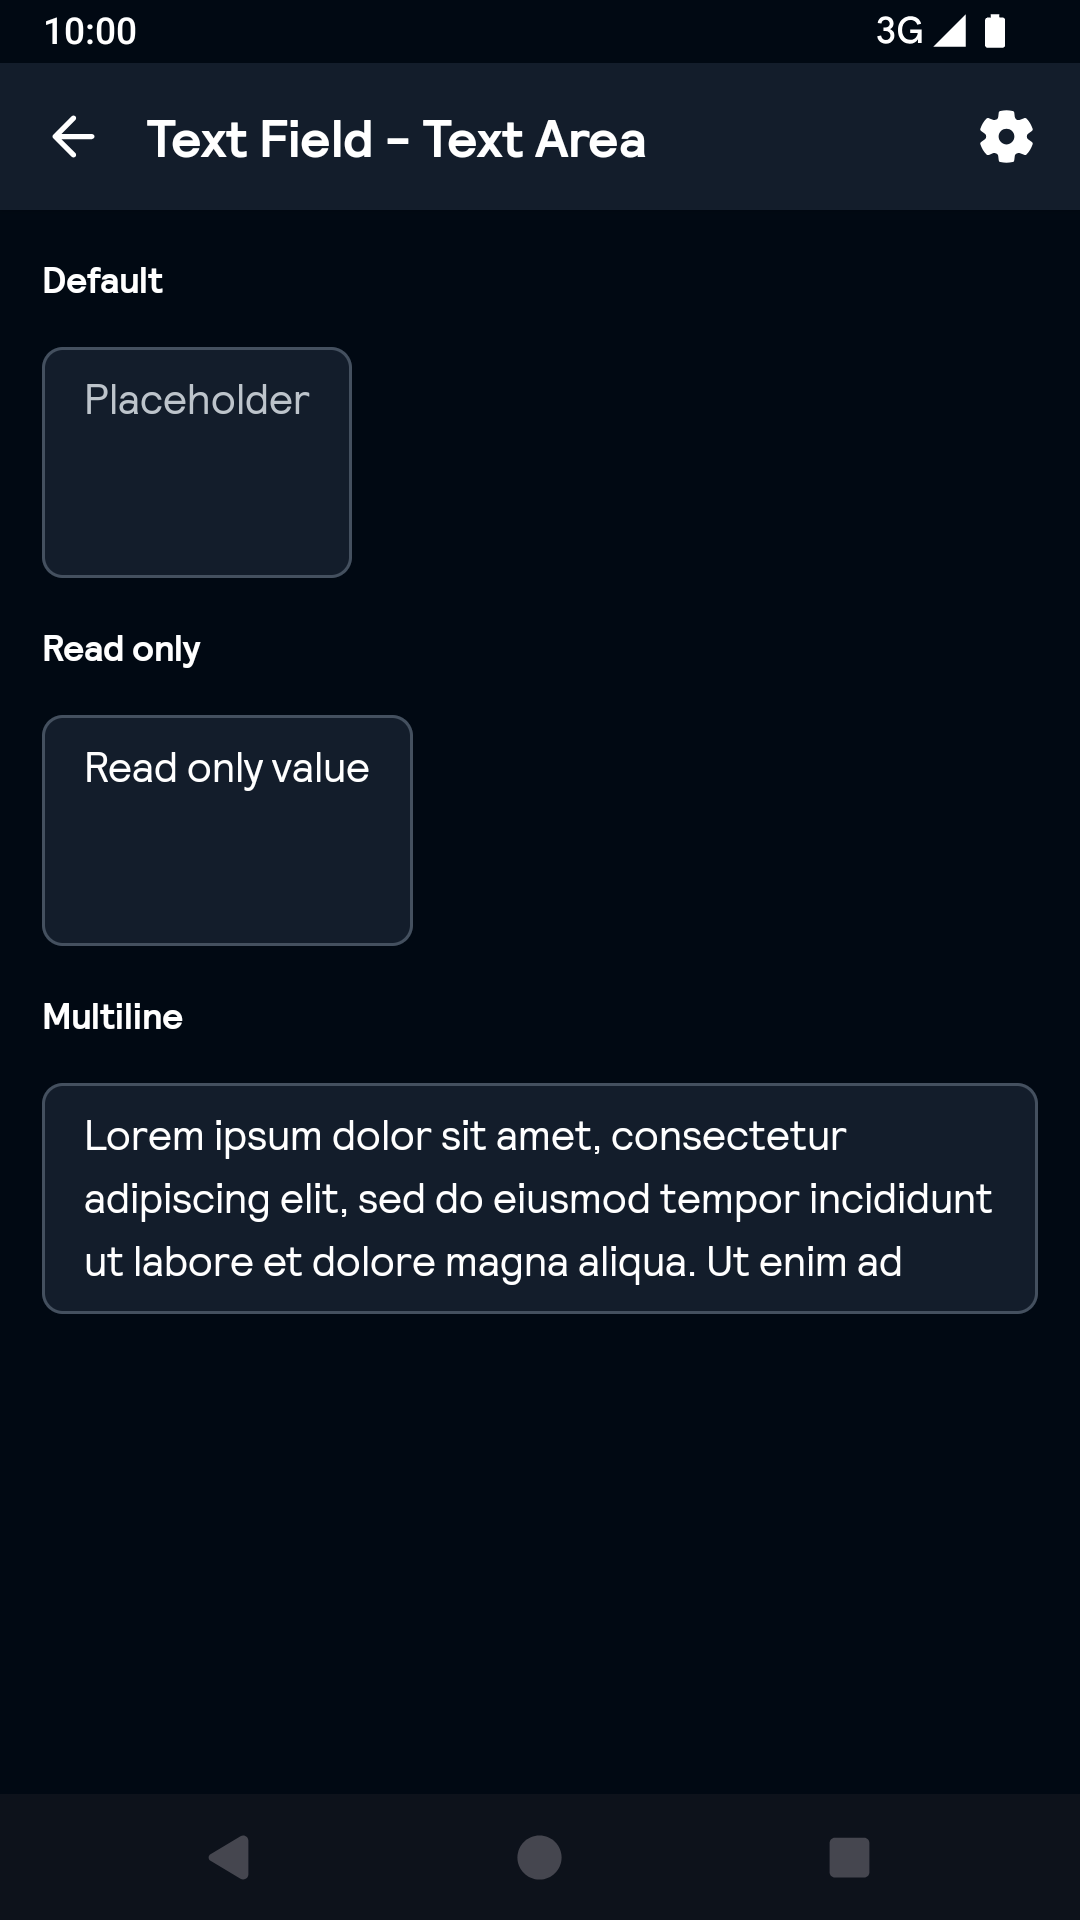 10:00
3G
Text Field - Text Area
Default
Placeholder
Read only
Read only value
Multiline
Lorem ipsum dolor sit amet, consectetur
adipiscing elit, sed do eiusmod tempor incididunt
ut labore et dolore magna aliqua. Ut enim ad